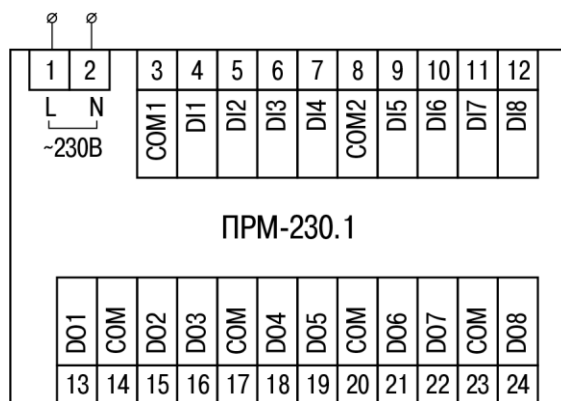 1 2 3 4 5 6 7 8 9 10 11 12
L N COM1 DI1 DI2 DI3 DI4 COM2 DI5 DI6 DI7 DI8
~230В
ПРМ-230.1
DO1 COM DO2 DO3 COM DO4 DO5 COM DO6 DO7 COM DO8
13 14 15 16 17 18 19 20 21 22 23 24